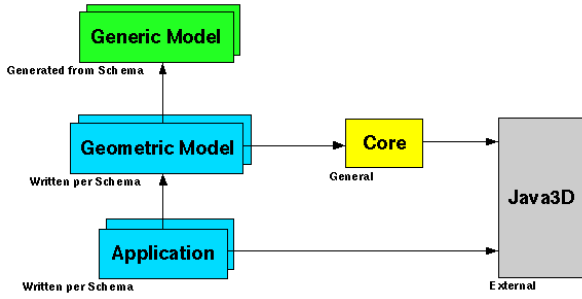 Generic Model
Generated from Schema
Geometric Model
Written per Schema
Core
General
Java3D
External
Application
Written per Schema